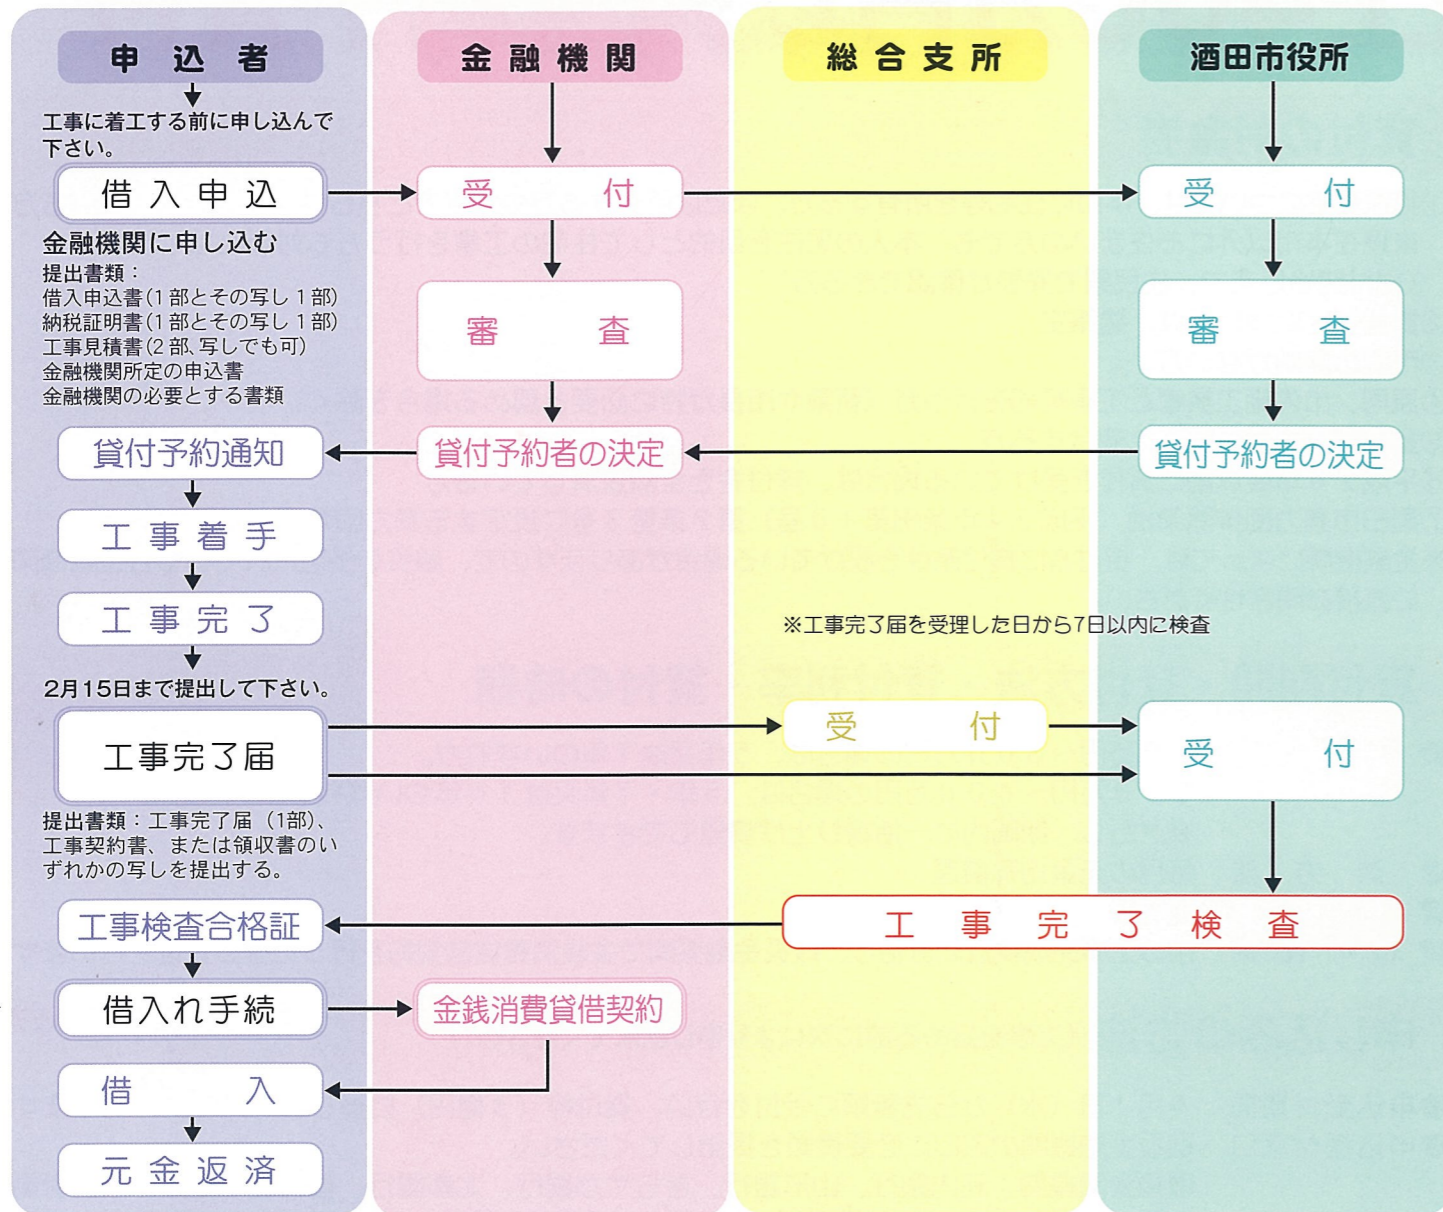 申込者
金融機関
総合支所
酒田市役所
工事に着工する前に申し込んで
下さい。
借入申込
受付
受付
金融機関に申し込む
提出書類：
借入申込書(1部とその写し1部)
納税証明書(1部とその写し1部)
工事見積書(2部、写しでも可)
金融機関所定の申込書
金融機関の必要とする書類
審査
審査
貸付予約通知
貸付予約者の決定
貸付予約者の決定
工事着手
工事完了
※工事完了届を受理した日から7日以内に検査
2月15日まで提出して下さい。
工事完了届
受付
受付
提出書類：工事完了届（1部）、
工事契約書、または領収書のい
ずれかの写しを提出する。
工事検査合格証
工事完了検査
借入れ手続
金銭消費貸借契約
借入
元金返済